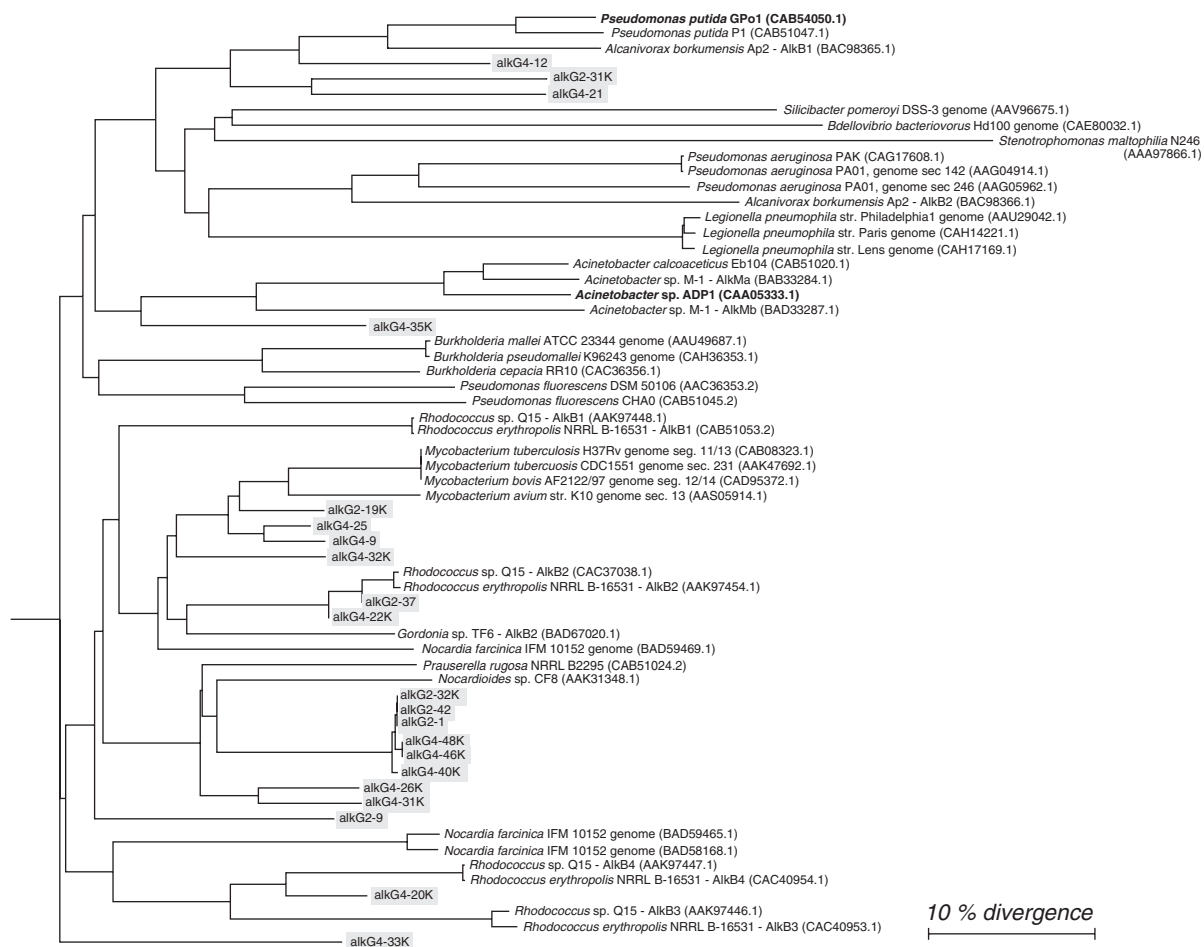 Pseudomonas putida GPo1 (CAB54050.1)
Pseudomonas putida P1 (CAB51047.1)
Alcanivorax borkumensis Ap2 - AlkB1 (BAC98365.1)
alkG4-12
alkG2-31K
alkG4-21
Silicibacter pomeroyi DSS-3 genome (AAV96675.1)
Bdellovibrio bacteriovorus Hd100 genome (CAE80032.1)
Stenotrophomonas maltophilia N246
(AAA97866.1)
Pseudomonas aeruginosa PAK (CAG17608.1)
Pseudomonas aeruginosa PA01, genome sec 142 (AAG04914.1)
Pseudomonas aeruginosa PA01, genome sec 246 (AAG05962.1)
Alcanivorax borkumensis Ap2 - AlkB2 (BAC98366.1)
Legionella pneumophila str. Philadelphia1 genome (AAU29042.1)
Legionella pneumophila str. Paris genome (CAH14221.1)
Legionella pneumophila str. Lens genome (CAH17169.1)
Acinetobacter calcoaceticus Eb104 (CAB51020.1)
Acinetobacter sp. M-1 - AlkMa (BAB33284.1)
Acinetobacter sp. ADP1 (CAA05333.1)
Acinetobacter sp. M-1 - AlkMb (BAD33287.1)
alkG4-35K
Burkholderia mallei ATCC 23344 genome (AAU49687.1)
Burkholderia pseudomallei K96243 genome (CAH36353.1)
Burkholderia cepacia RR10 (CAC36356.1)
Pseudomonas fluorescens DSM 50106 (AAC36353.2)
Pseudomonas fluorescens CHA0 (CAB51045.2)
Rhodococcus sp. Q15 - AlkB1 (AAK97448.1)
Rhodococcus erythropolis NRRL B-16531 - AlkB1 (CAB51053.2)
Mycobacterium tuberculosis H37Rv genome seg. 11/13 (CAB08323.1)
Mycobacterium tubercuosis CDC1551 genome sec. 231 (AAK47692.1)
Mycobacterium bovis AF2122/97 genome seg. 12/14 (CAD95372.1)
Mycobacterium avium str. K10 genome sec. 13 (AAS05914.1)
alkG2-19K
alkG4-25
alkG4-9
alkG4-32K
Rhodococcus sp. Q15 - AlkB2 (CAC37038.1)
Rhodococcus erythropolis NRRL B-16531 - AlkB2 (AAK97454.1)
alkG2-37
alkG4-22K
Gordonia sp. TF6 - AlkB2 (BAD67020.1)
Nocardia farcinica IFM 10152 genome (BAD59469.1)
Prauserella rugosa NRRL B2295 (CAB51024.2)
Nocardioides sp. CF8 (AAK31348.1)
alkG2-32K
alkG2-42
alkG2-1
alkG4-48K
alkG4-46K
alkG4-40K
alkG4-26K
alkG4-31K
alkG2-9
Nocardia farcinica IFM 10152 genome (BAD59465.1)
Nocardia farcinica IFM 10152 genome (BAD58168.1)
Rhodococcus sp. Q15 - AlkB4 (AAK97447.1)
Rhodococcus erythropolis NRRL B-16531 - AlkB4 (CAC40954.1)
alkG4-20K
Rhodococcus sp. Q15 - AlkB3 (AAK97446.1)
Rhodococcus erythropolis NRRL B-16531 - AlkB3 (CAC40953.1)
10 % divergence
alkG4-33K